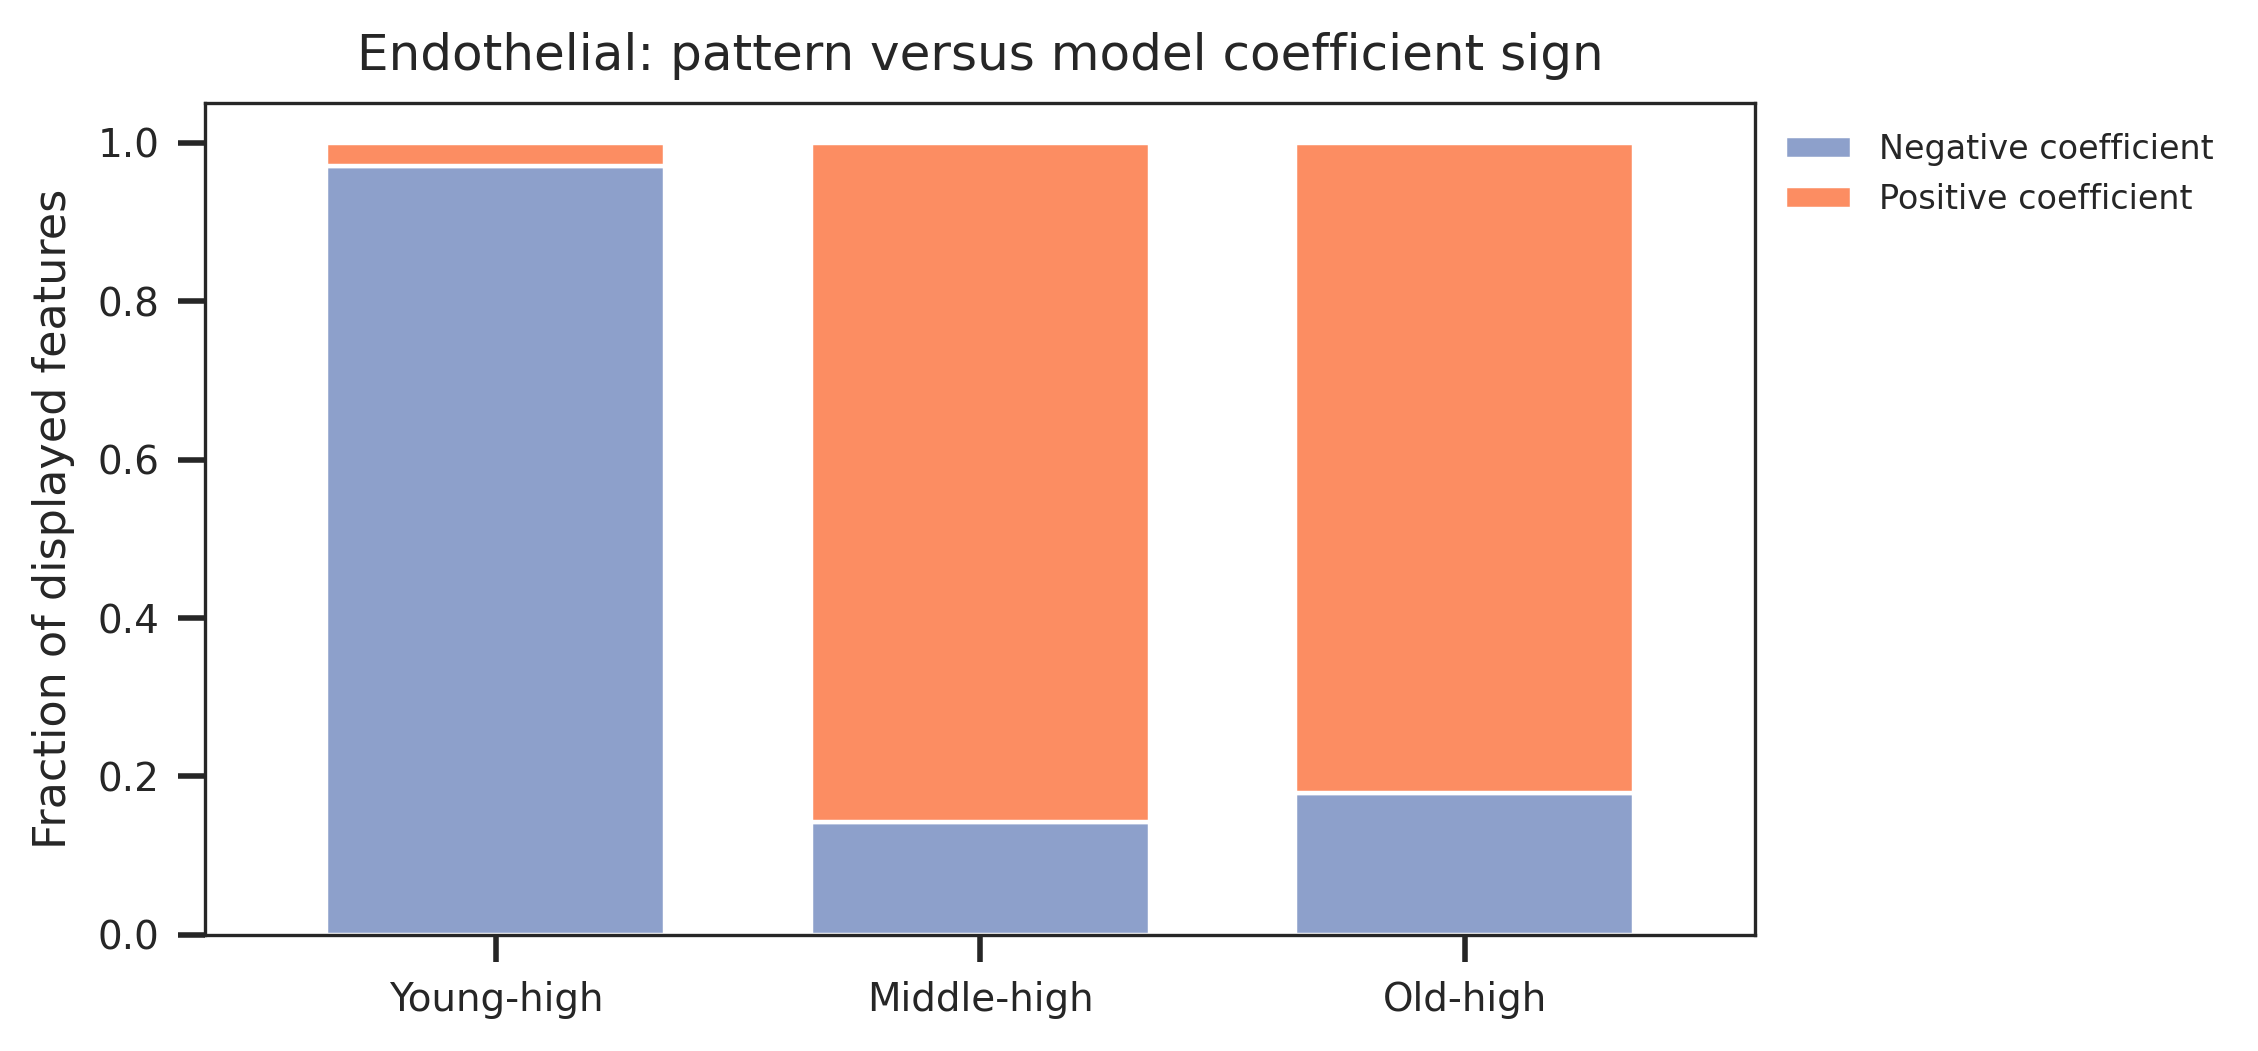 Endothelial: pattern versus model coefficient sign
Negative coefficient
Positive coefficient
Fraction of displayed features
1.0
0.8
0.6
0.4
0.2
0.0
Young-high
Middle-high
Old-high